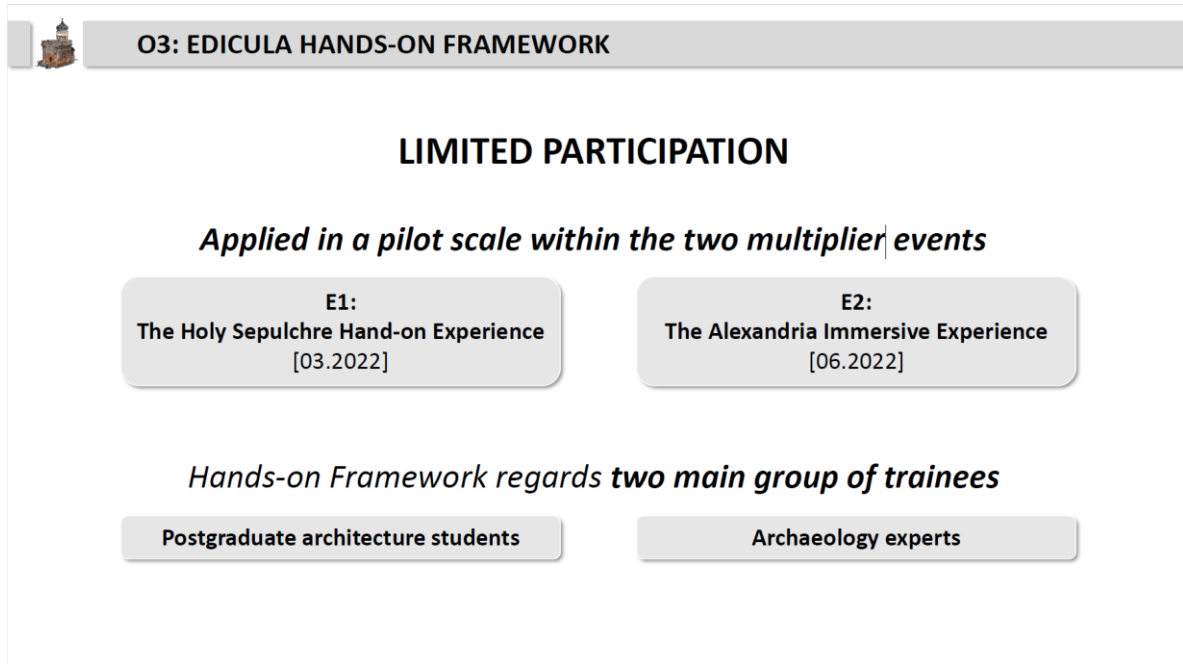 O3: EDICULA HANDS-ON FRAMEWORK
LIMITED PARTICIPATION
Applied in a pilot scale within the two multiplier events
E1:
The Holy Sepulchre Hand-on Experience
[03.2022]
E2:
The Alexandria Immersive Experience
[06.2022]
Hands-on Framework regards two main group of trainees
Postgraduate architecture students
Archaeology experts